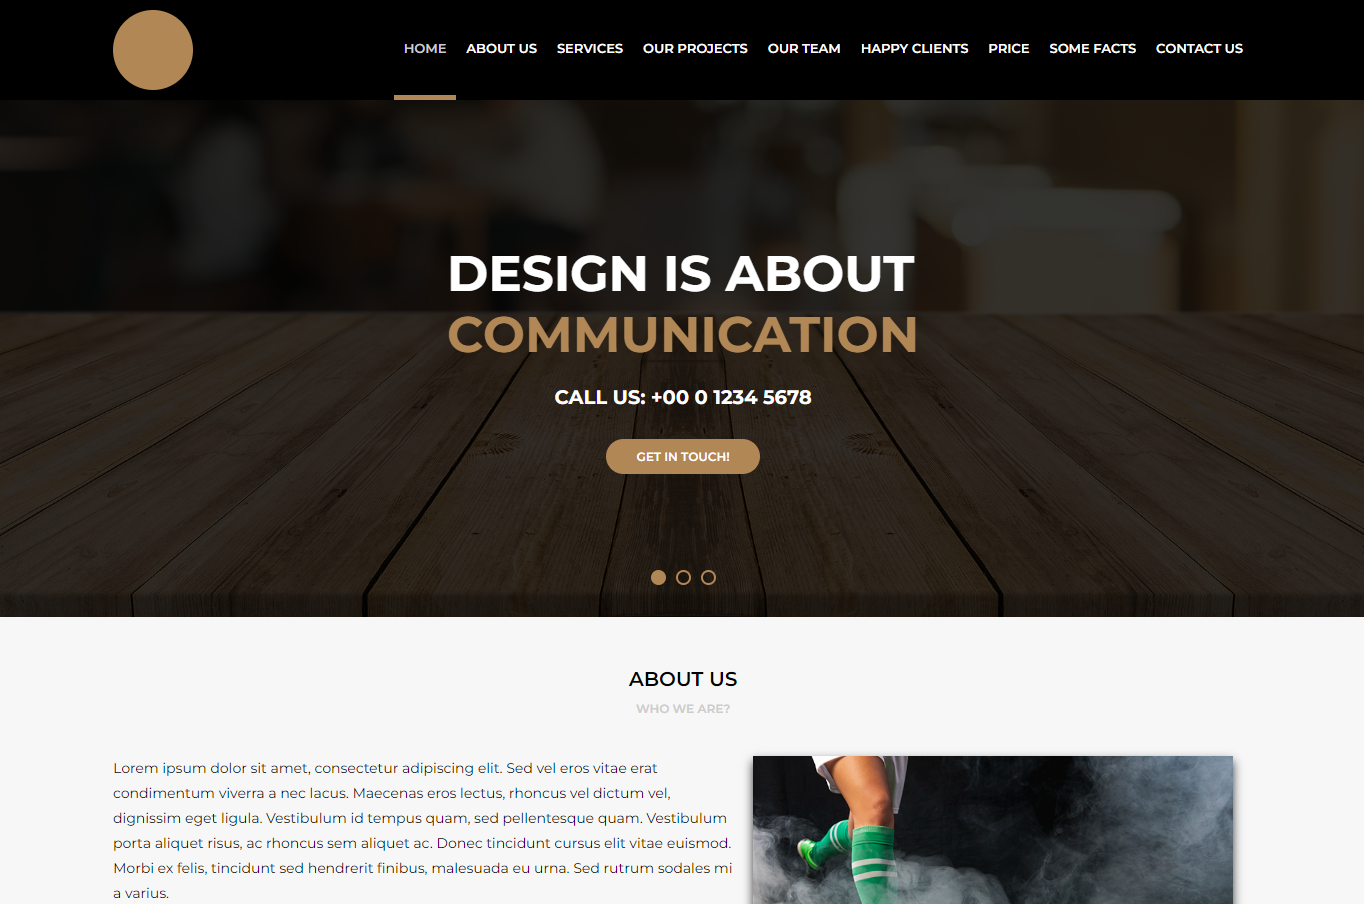 HOME ABOUT US SERVICES OUR PROJECTS OUR TEAM HAPPY CLIENTS PRICE SOME FACTS CONTACT US
DESIGN IS ABOUT
COMMUNICATION
CALL US: +00 0 1234 5678
GET IN TOUCH!
ABOUT US
WHO WE ARE?
Lorem ipsum dolor sit amet, consectetur adipiscing elit. Sed vel eros vitae erat
condimentum viverra a nec lacus. Maecenas eros lectus, rhoncus vel dictum vel,
dignissim eget ligula. Vestibulum id tempus quam, sed pellentesque quam. Vestibulum
porta aliquet risus, ac rhoncus sem aliquet ac. Donec tincidunt cursus elit vitae euismod.
Morbi ex felis, tincidunt sed hendrerit finibus, malesuada eu urna. Sed rutrum sodales mi
a varius.